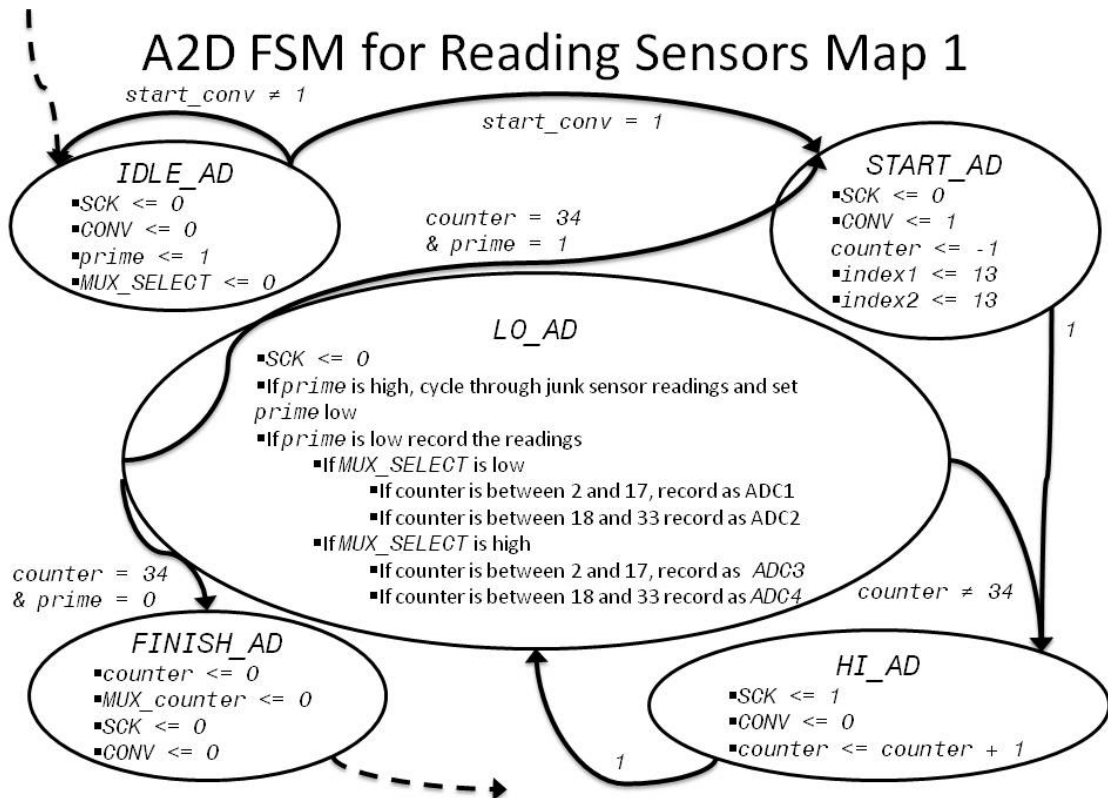 A2D FSM for Reading Sensors Map 1
start_conv ≠ 1
start_conv = 1
IDLE_AD
▪SCK <= 0
▪CONV <= 0
▪prime <= 1
▪MUX_SELECT <= 0
counter = 34
& prime = 1
START_AD
▪SCK <= 0
▪CONV <= 1
counter <= -1
▪index1 <= 13
▪index2 <= 13
1
LO_AD
▪SCK <= 0
▪If prime is high, cycle through junk sensor readings and set
prime low
▪If prime is low record the readings
▪If MUX_SELECT is low
▪If counter is between 2 and 17, record as ADC1
▪If counter is between 18 and 33 record as ADC2
▪If MUX_SELECT is high
▪If counter is between 2 and 17, record as ADC3
▪If counter is between 18 and 33 record as ADC4
counter = 34
& prime = 0
counter ≠ 34
FINISH_AD
▪counter <= 0
▪MUX_counter <= 0
▪SCK <= 0
▪CONV <= 0
1
HI_AD
▪SCK <= 1
▪CONV <= 0
▪counter <= counter + 1